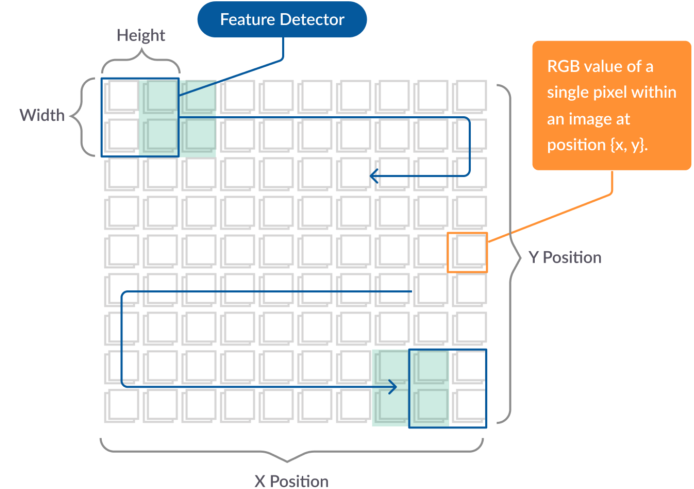 Feature Detector
Height
Width
RGB value of a
single pixel within
an image at
position {x, y}.
Y Position
X Position